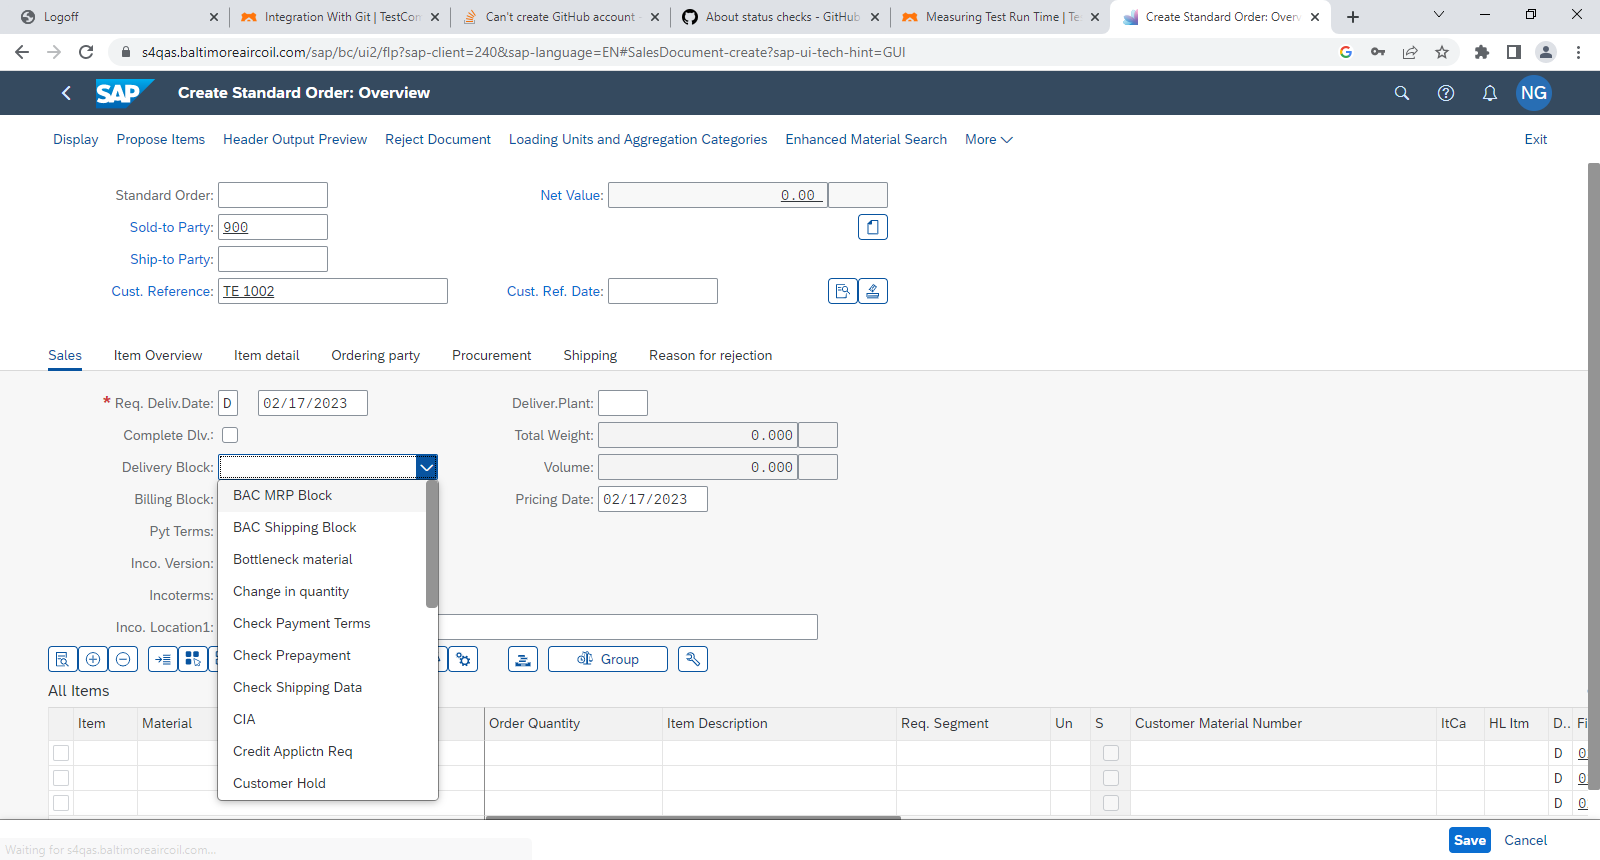 Logoff
Integration With Git | TestCom
Can't create GitHub account -
About status checks - GitHub
Measuring Test Run Time | Te
Create Standard Order: Overv
s4qas.baltimoreaircoil.com/sap/bc/ui2/flp?sap-client=240&sap-language=EN#SalesDocument-create?sap-ui-tech-hint=GUI
SAP Create Standard Order: Overview NG
Display Propose Items Header Output Preview Reject Document Loading Units and Aggregation Categories Enhanced Material Search More Exit
Standard Order: Net Value: 0.00
Sold-to Party: 900
Ship-to Party:
Cust. Reference: TE 1002 Cust. Ref. Date:
Sales Item Overview Item detail Ordering party Procurement Shipping Reason for rejection
* Req. Deliv.Date: D 02/17/2023 Deliver.Plant:
Complete Dlv.: Total Weight: 0.000
Delivery Block: Volume: 0.000
Billing Block: Pricing Date: 02/17/2023
Pyt Terms:
Inco. Version:
Incoterms:
Inco. Location1:
BAC MRP Block
BAC Shipping Block
Bottleneck material
Change in quantity
Check Payment Terms
Check Prepayment
Check Shipping Data
CIA
Credit Applictn Req
Customer Hold
Group
All Items
Item Material Order Quantity Item Description Req. Segment Un S Customer Material Number ItCa HL Itm D.. Fi
D 0
D 0
D 0
Save Cancel
Waiting for s4qas.baltimoreaircoil.com...